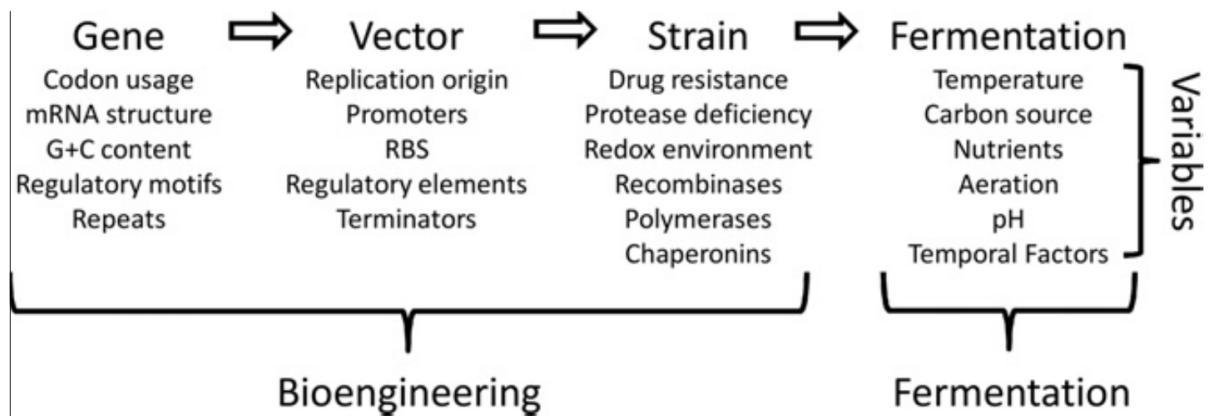 Gene
Vector
Strain
Fermentation
Codon usage
Replication origin
Drug resistance
Temperature
mRNA structure
Promoters
Protease deficiency
Carbon source
G+C content
RBS
Redox environment
Nutrients
Regulatory motifs
Regulatory elements
Recombinases
Aeration
Repeats
Terminators
Polymerases
pH
Chaperonins
Temporal Factors
Variables
Bioengineering
Fermentation